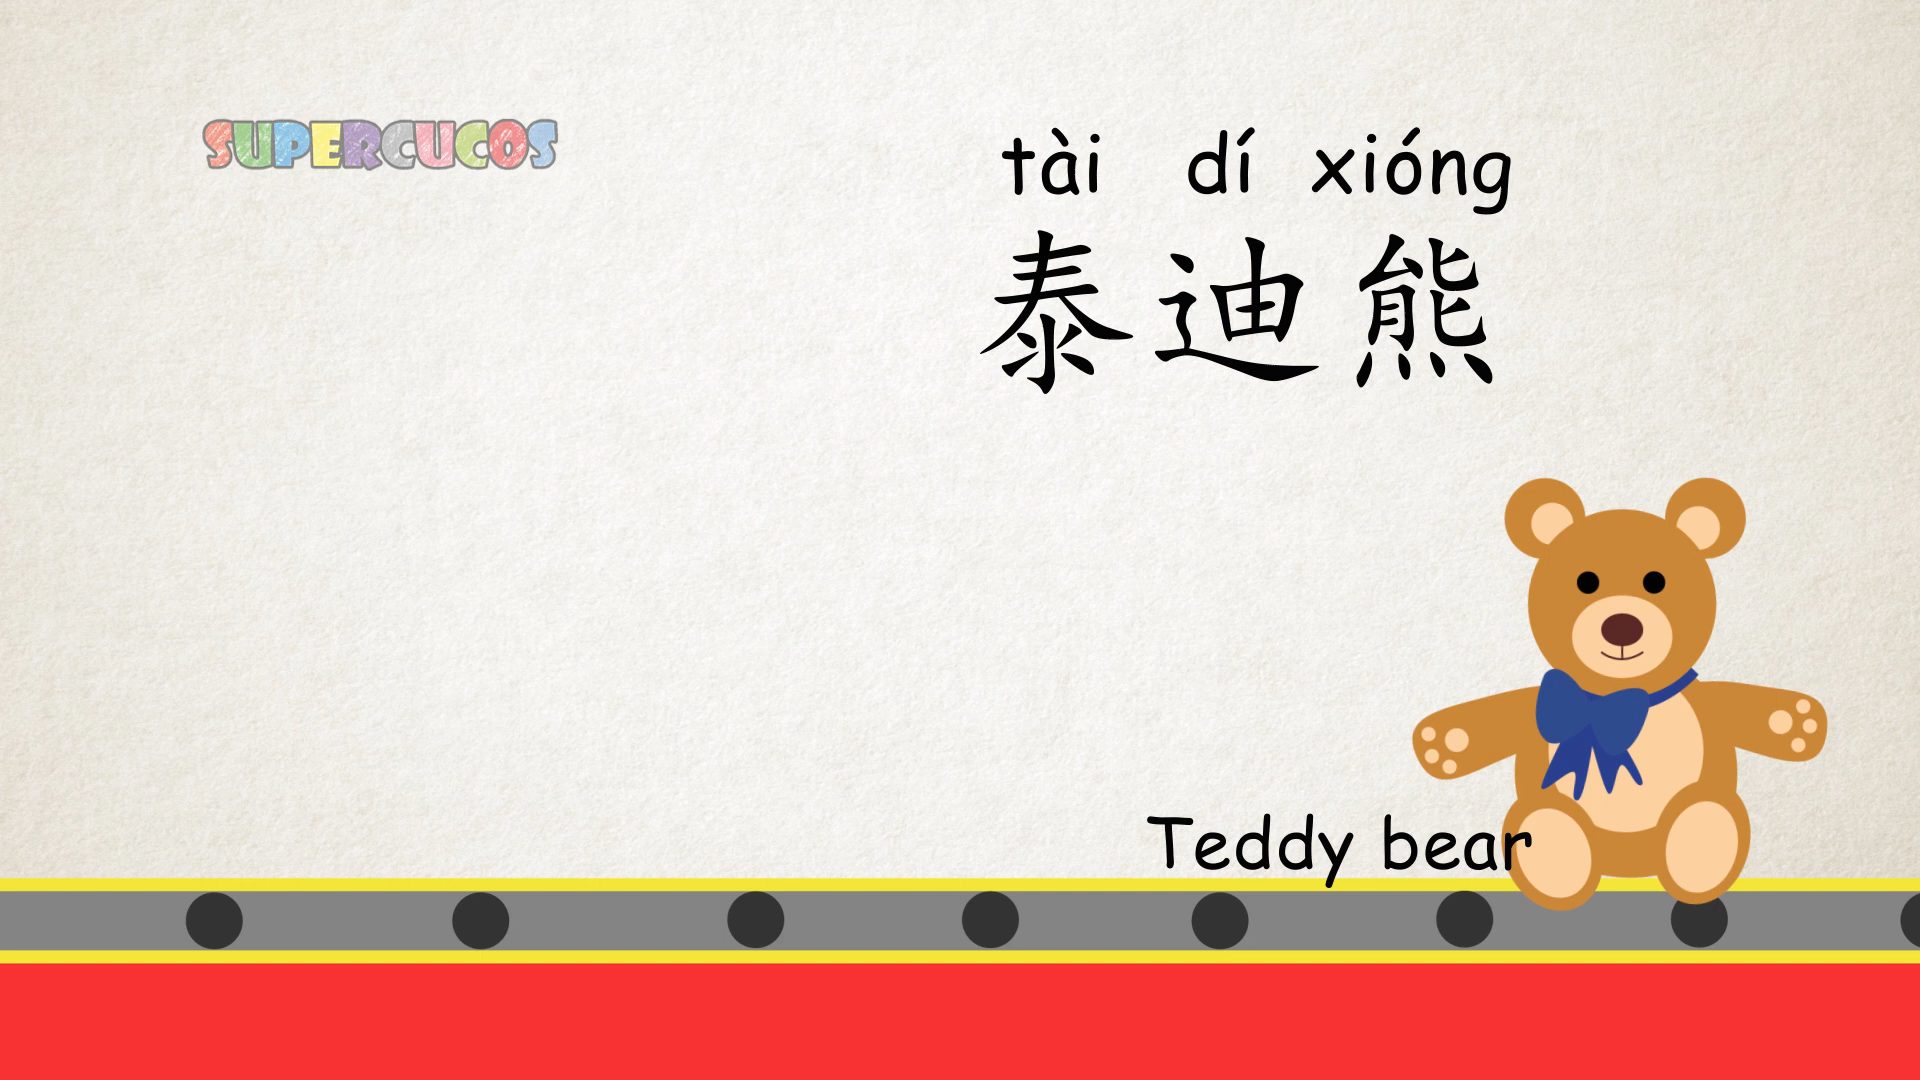 SUPERCUCOS
tài dí xióng
泰迪熊
Teddy bear